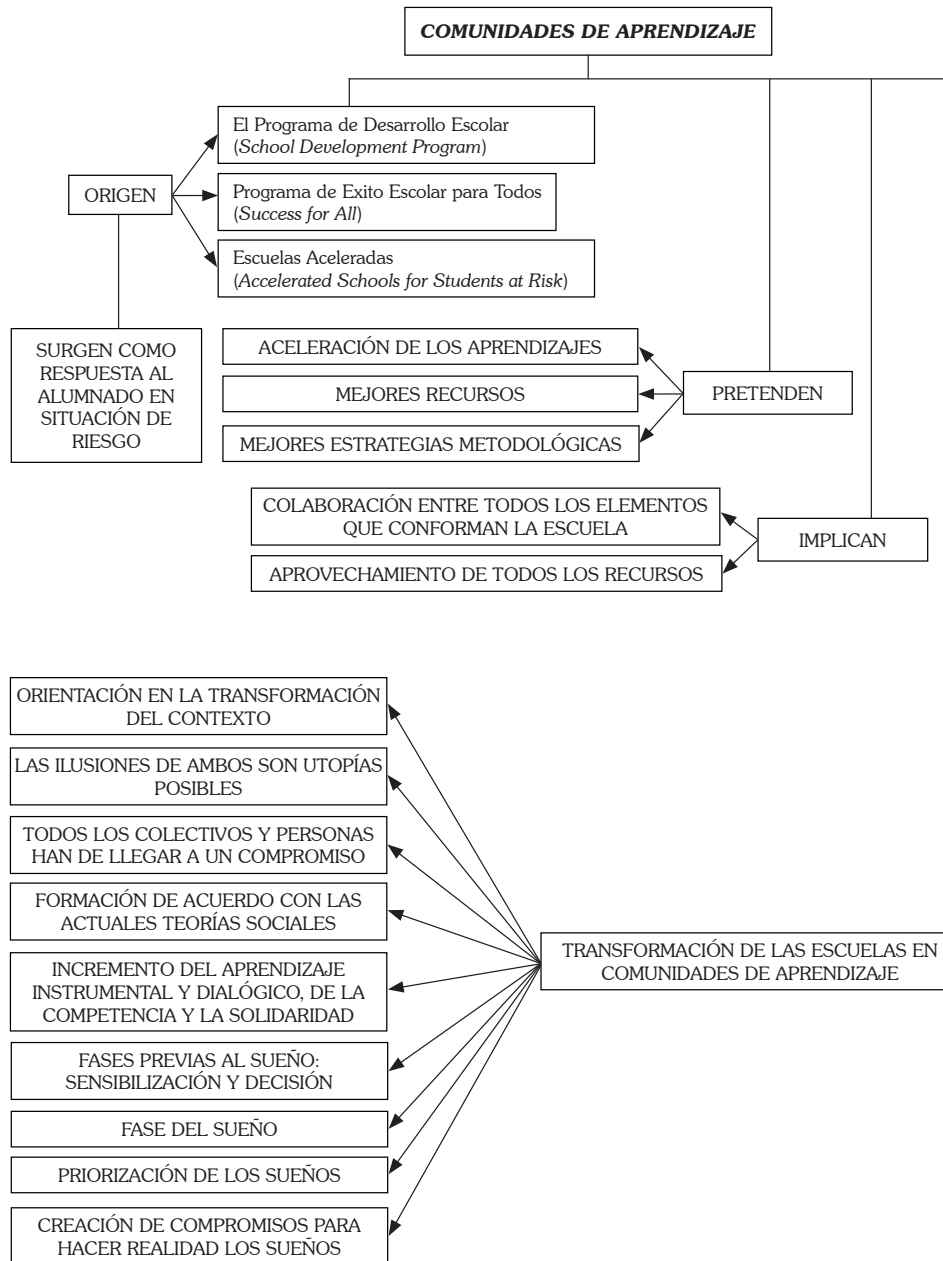 COMUNIDADES DE APRENDIZAJE
El Programa de Desarrollo Escolar
(School Development Program)
ORIGEN
Programa de Exito Escolar para Todos
(Success for All)
Escuelas Aceleradas
(Accelerated Schools for Students at Risk)
SURGEN COMO
RESPUESTA AL
ALUMNADO EN
SITUACIÓN DE
RIESGO
ACELERACIÓN DE LOS APRENDIZAJES
MEJORES RECURSOS
MEJORES ESTRATEGIAS METODOLÓGICAS
PRETENDEN
COLABORACIÓN ENTRE TODOS LOS ELEMENTOS
QUE CONFORMAN LA ESCUELA
APROVECHAMIENTO DE TODOS LOS RECURSOS
IMPLICAN
ORIENTACIÓN EN LA TRANSFORMACIÓN
DEL CONTEXTO
LAS ILUSIONES DE AMBOS SON UTOPÍAS
POSIBLES
TODOS LOS COLECTIVOS Y PERSONAS
HAN DE LLEGAR A UN COMPROMISO
FORMACIÓN DE ACUERDO CON LAS
ACTUALES TEORÍAS SOCIALES
INCREMENTO DEL APRENDIZAJE
INSTRUMENTAL Y DIALÓGICO, DE LA
COMPETENCIA Y LA SOLIDARIDAD
FASES PREVIAS AL SUEÑO:
SENSIBILIZACIÓN Y DECISIÓN
FASE DEL SUEÑO
PRIORIZACIÓN DE LOS SUEÑOS
CREACIÓN DE COMPROMISOS PARA
HACER REALIDAD LOS SUEÑOS
TRANSFORMACIÓN DE LAS ESCUELAS EN
COMUNIDADES DE APRENDIZAJE